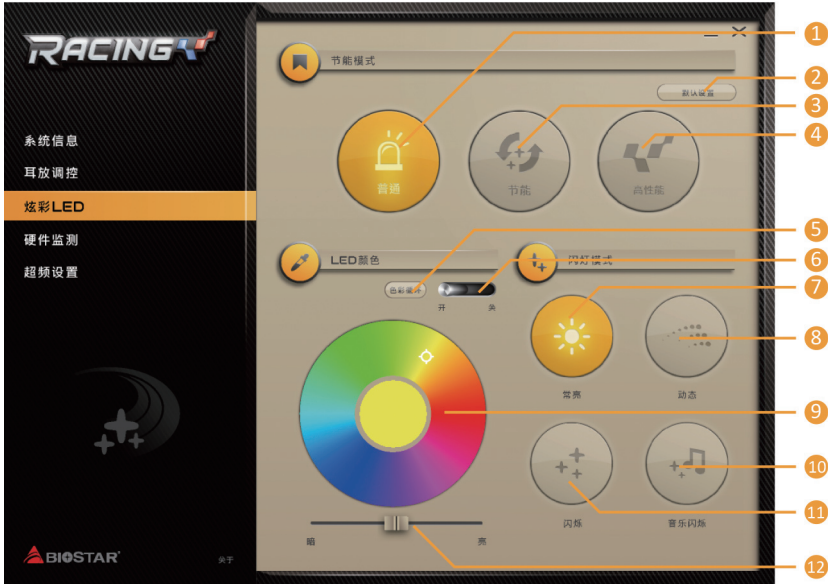 RACING
系统信息
耳放调控
炫彩LED
硬件监测
超频设置
BIOSTAR
关于
节能模式
默认设置
普通
节能
高性能
LED颜色
闪灯模式
色彩循环
开 关
常亮
动态
闪烁
音乐闪烁
暗 亮
1
2
3
4
5
6
7
8
9
10
11
12